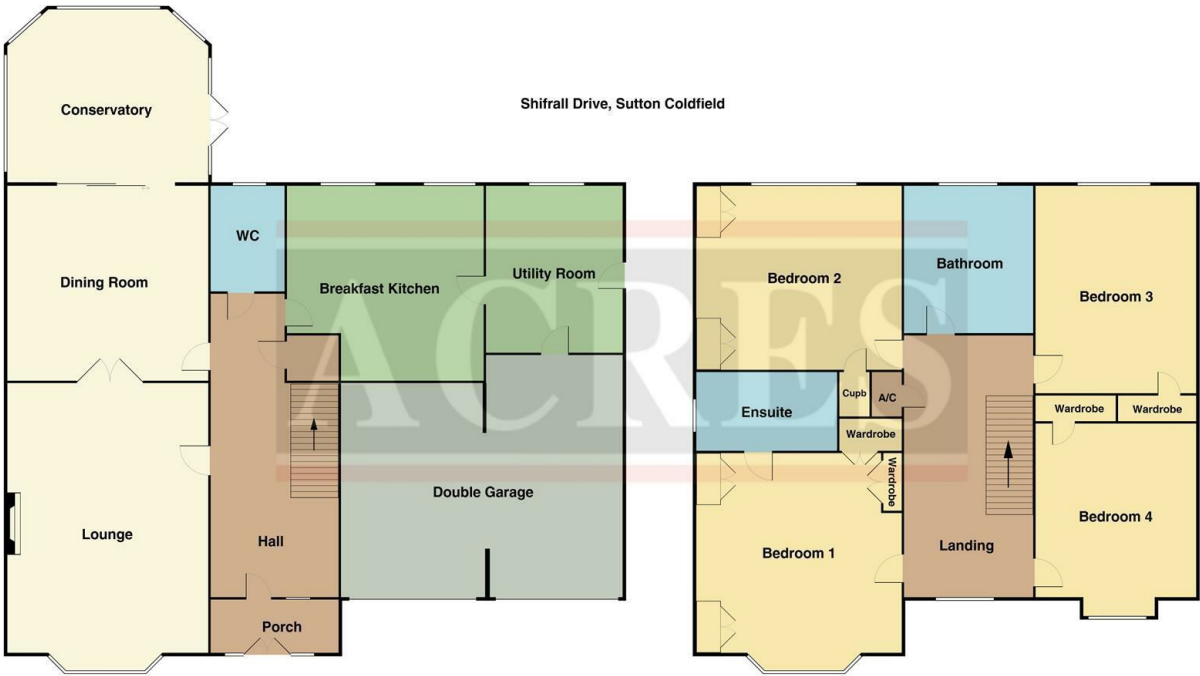 Shifrall Drive, Sutton Coldfield
Conservatory
Dining Room
WC
Breakfast Kitchen
Utility Room
Lounge
Hall
Double Garage
Porch
ACRES
Bedroom 2
Bathroom
Bedroom 3
Ensuite
Cupb
A/C
Wardrobe
Wardrobe
Wardrobe
Wardrobe
Bedroom 1
Landing
Bedroom 4